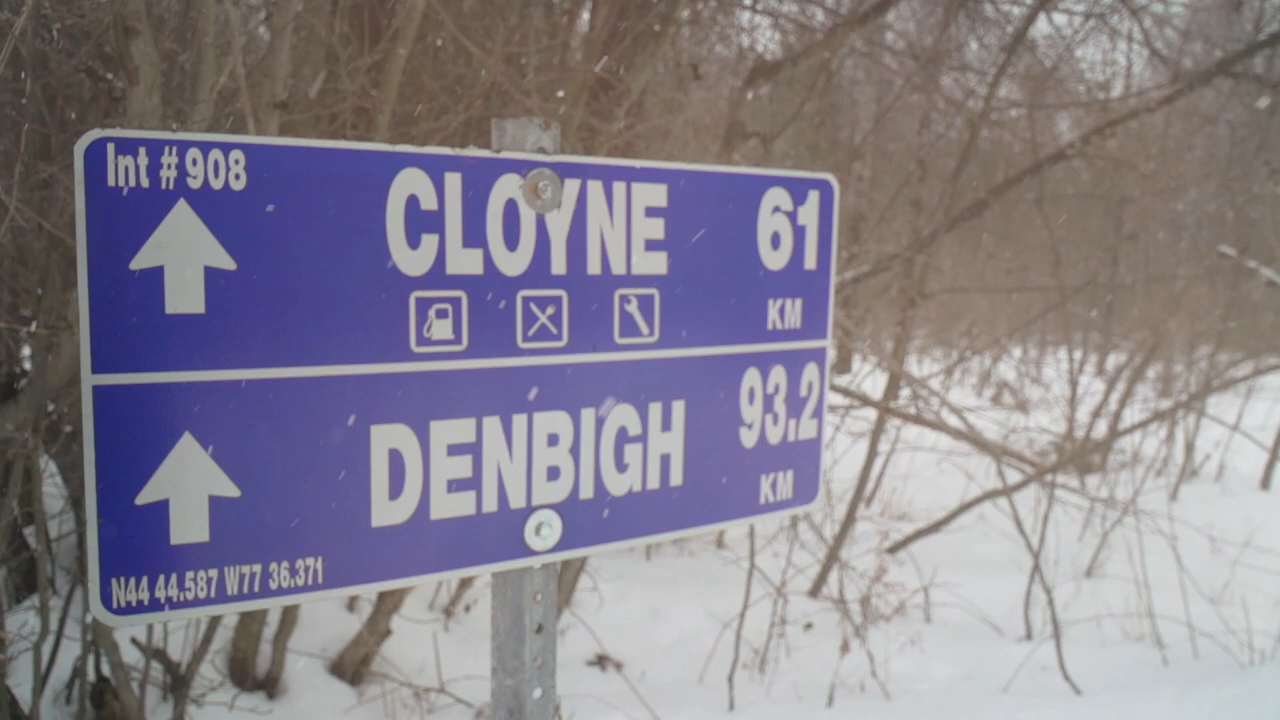 Int # 908
CLOYNE 61
KM
DENBIGH 93.2
KM
N44 44.587 W77 36.371